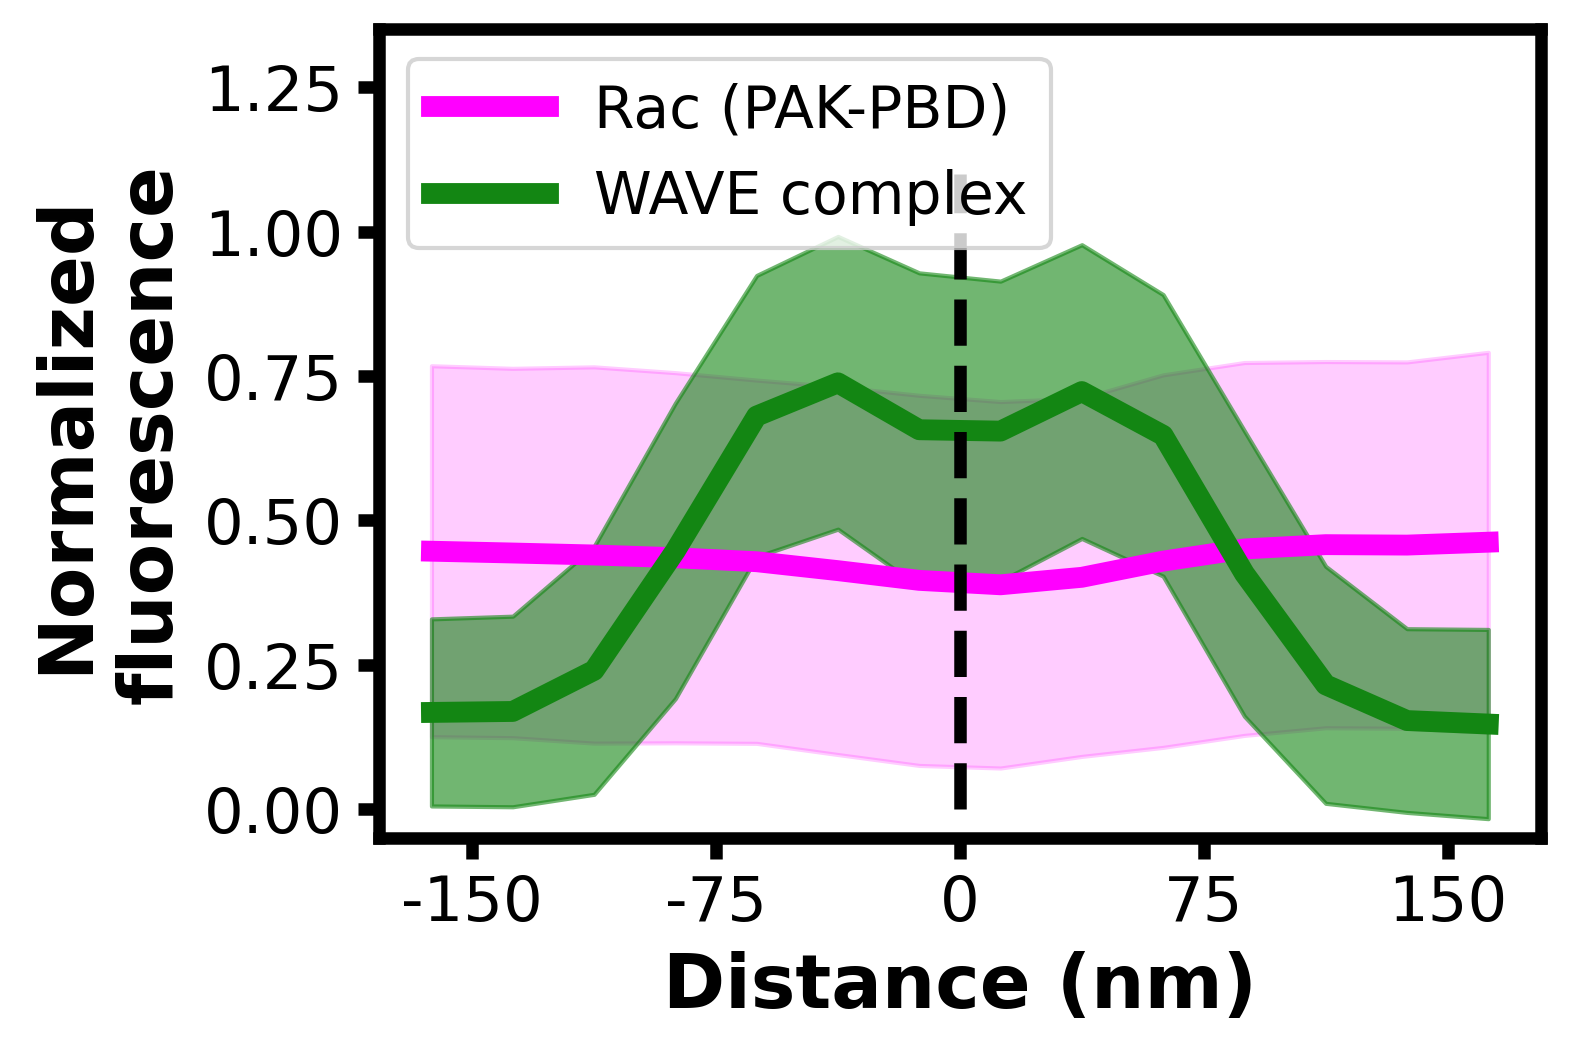 Rac (PAK-PBD)
WAVE complex
Normalized
fluorescence
1.25
1.00
0.75
0.50
0.25
0.00
-150 -75 0 75 150
Distance (nm)